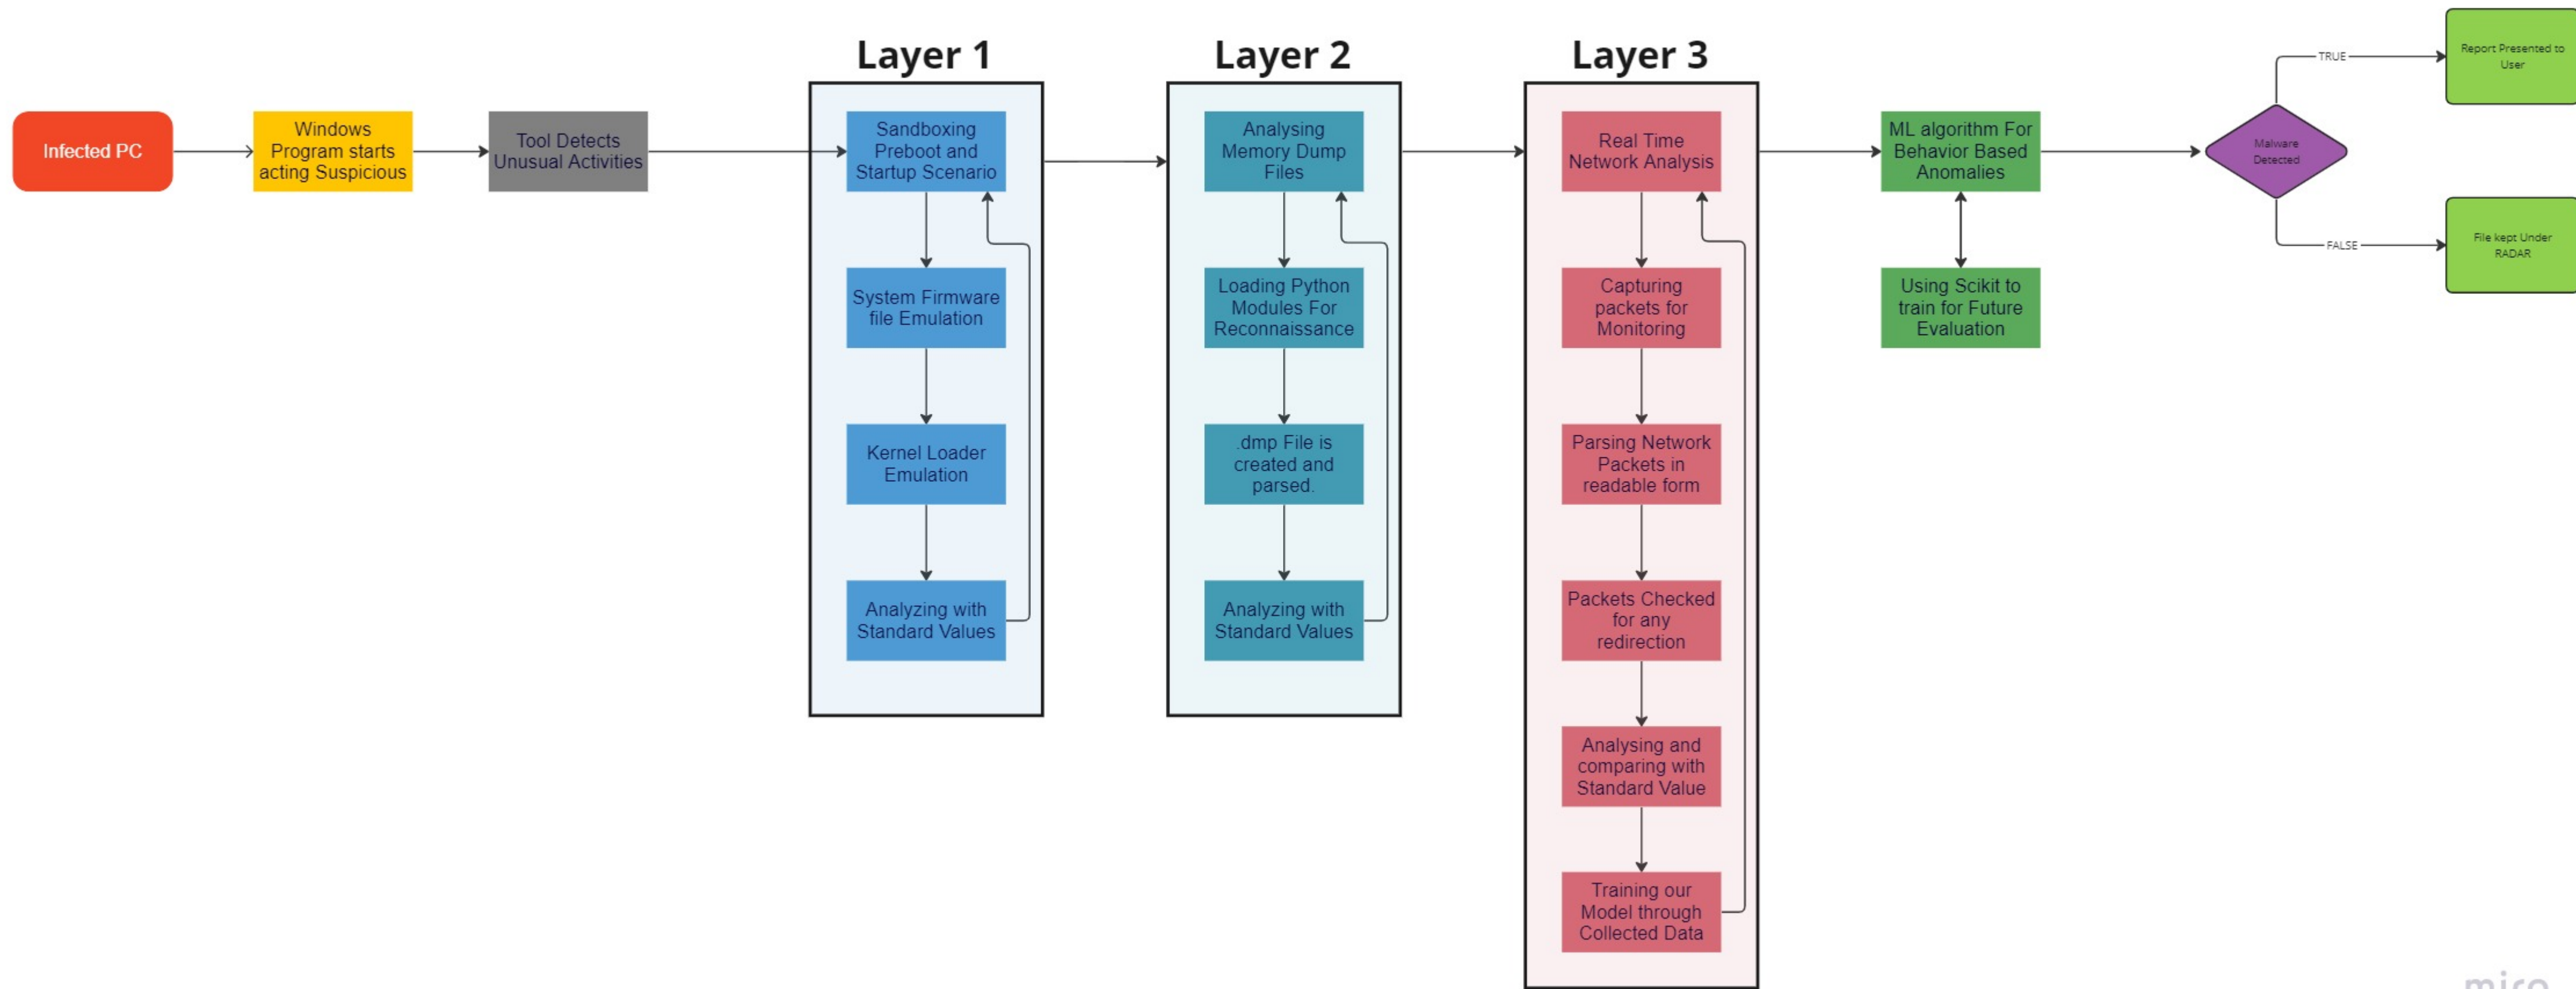 Infected PC
Windows
Program starts
acting Suspicious
Tool Detects
Unusual Activities
Layer 1
Sandboxing
Preboot and
Startup Scenario
System Firmware
file Emulation
Kernel Loader
Emulation
Analyzing with
Standard Values
Layer 2
Analysing
Memory Dump
Files
Loading Python
Modules For
Reconnaissance
.dmp File is
created and
parsed.
Analyzing with
Standard Values
Layer 3
Real Time
Network Analysis
Capturing
packets for
Monitoring
Parsing Network
Packets in
readable form
Packets Checked
for any
redirection
Analysing and
comparing with
Standard Value
Training our
Model through
Collected Data
ML algorithm For
Behavior Based
Anomalies
Using Scikit to
train for Future
Evaluation
Malware
Detected
TRUE
Report Presented to
User
FALSE
File kept Under
RADAR
miro